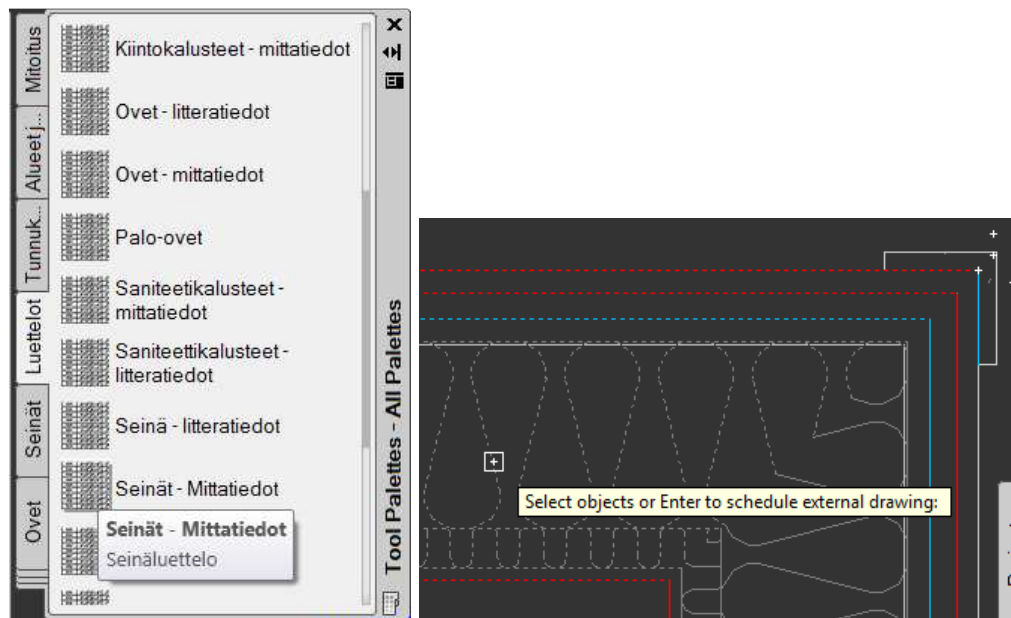 Mitoitus
Alueet j...
Tunnuk...
Luettelot
Seinät
Ovet
Kiintokalusteet - mittatiedot
Ovet - litteratiedot
Ovet - mittatiedot
Palo-ovet
Saniteetikalusteet -
mittatiedot
Saniteettikalusteet -
litteratiedot
Seinä - litteratiedot
Seinät - Mittatiedot
Seinät - Mittatiedot
Seinäluettelo
Tool Palettes - All Palettes
Select objects or Enter to schedule external drawing: